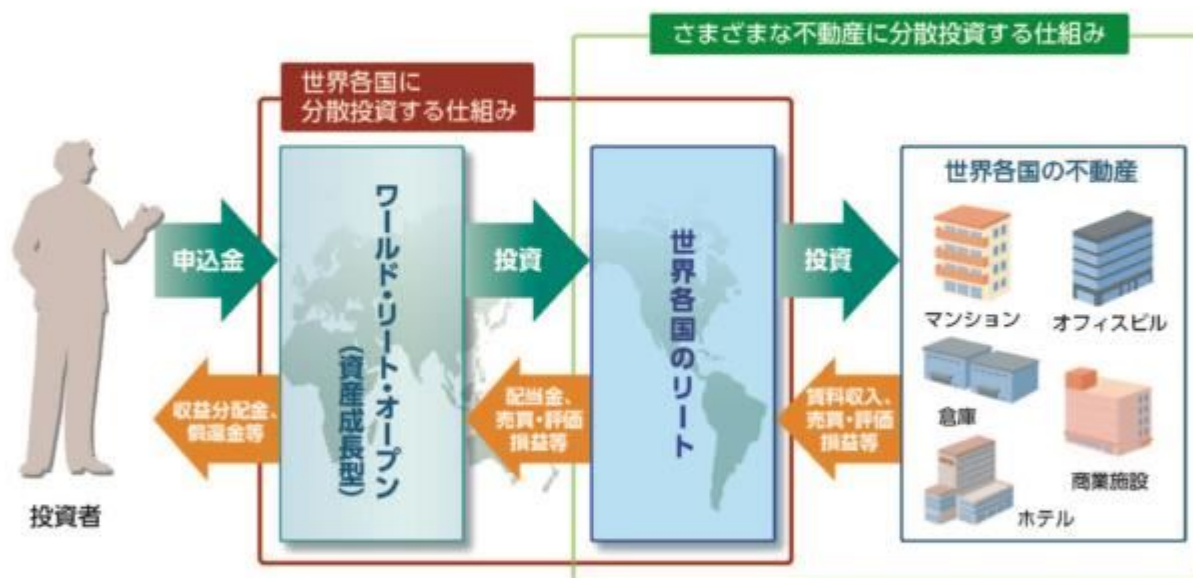 さまざまな不動産に分散投資する仕組み
世界各国に
分散投資する仕組み
申込金
収益分配金、
償還金等
投資者
ワールド・リート・オープン
(資産成長型)
投資
配当金、
売買・評価
損益等
世界各国のリート
投資
賃料収入、
売買・評価
損益等
世界各国の不動産
マンション
オフィスビル
倉庫
商業施設
ホテル